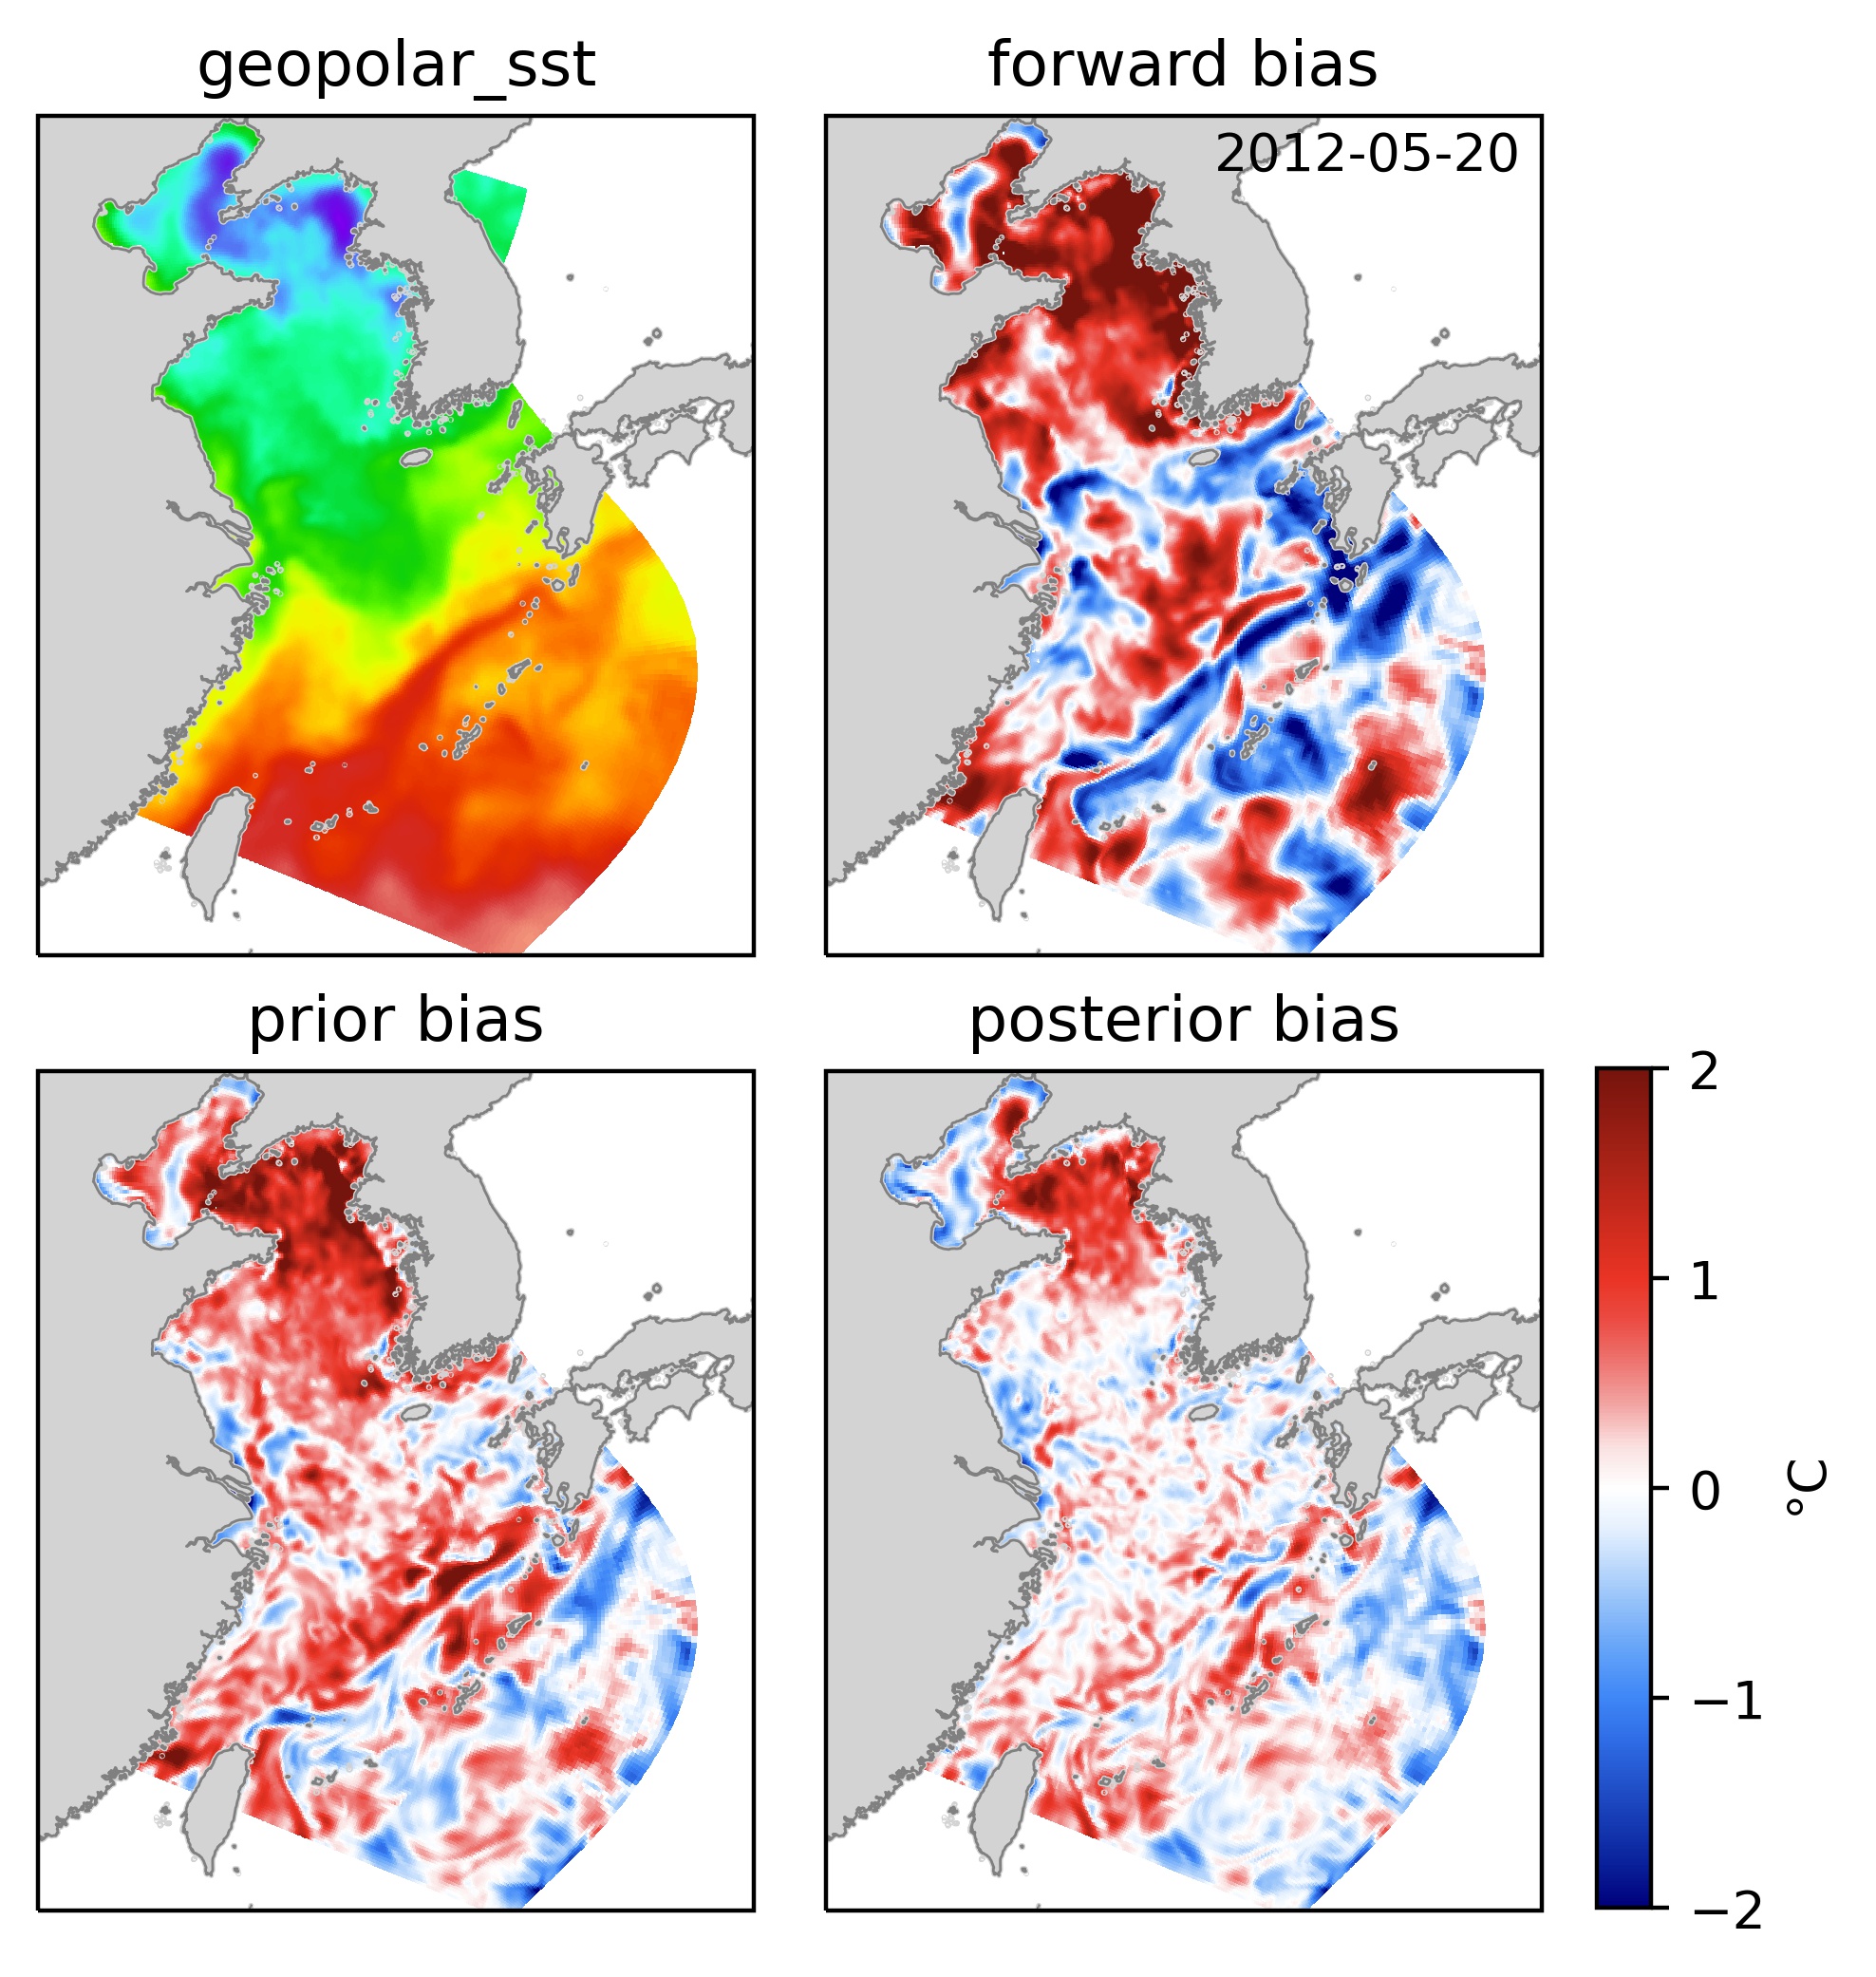 geopolar_sst
forward bias
2012-05-20
prior bias
posterior bias
2
1
0
−1
−2
°C